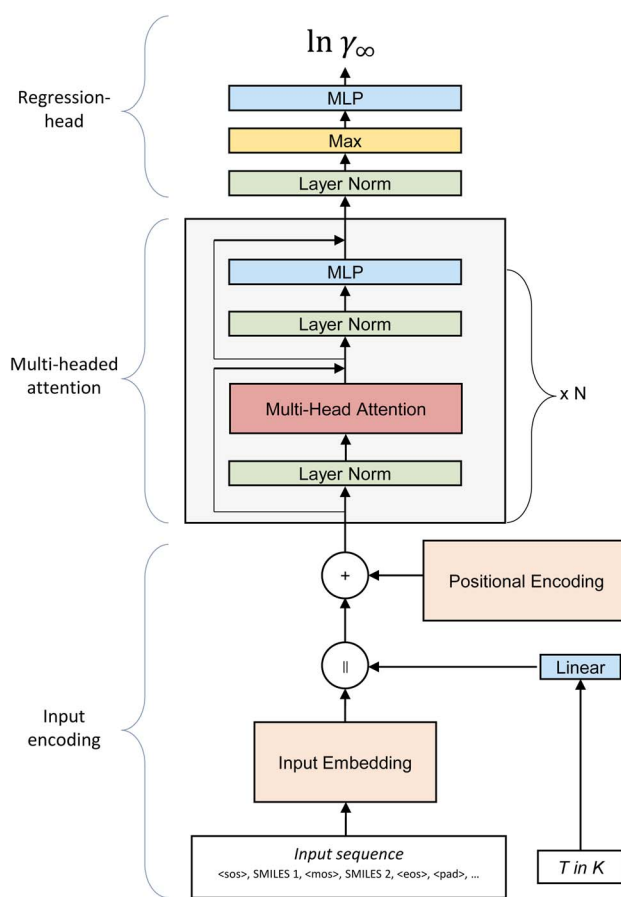 ln γ∞
Regression-
head
MLP
Max
Layer Norm
MLP
Layer Norm
Multi-headed
attention
Multi-Head Attention
x N
Layer Norm
+
Positional Encoding
||
Linear
Input
encoding
Input Embedding
Input sequence
<sos>, SMILES 1, <mos>, SMILES 2, <eos>, <pad>, ...
T in K